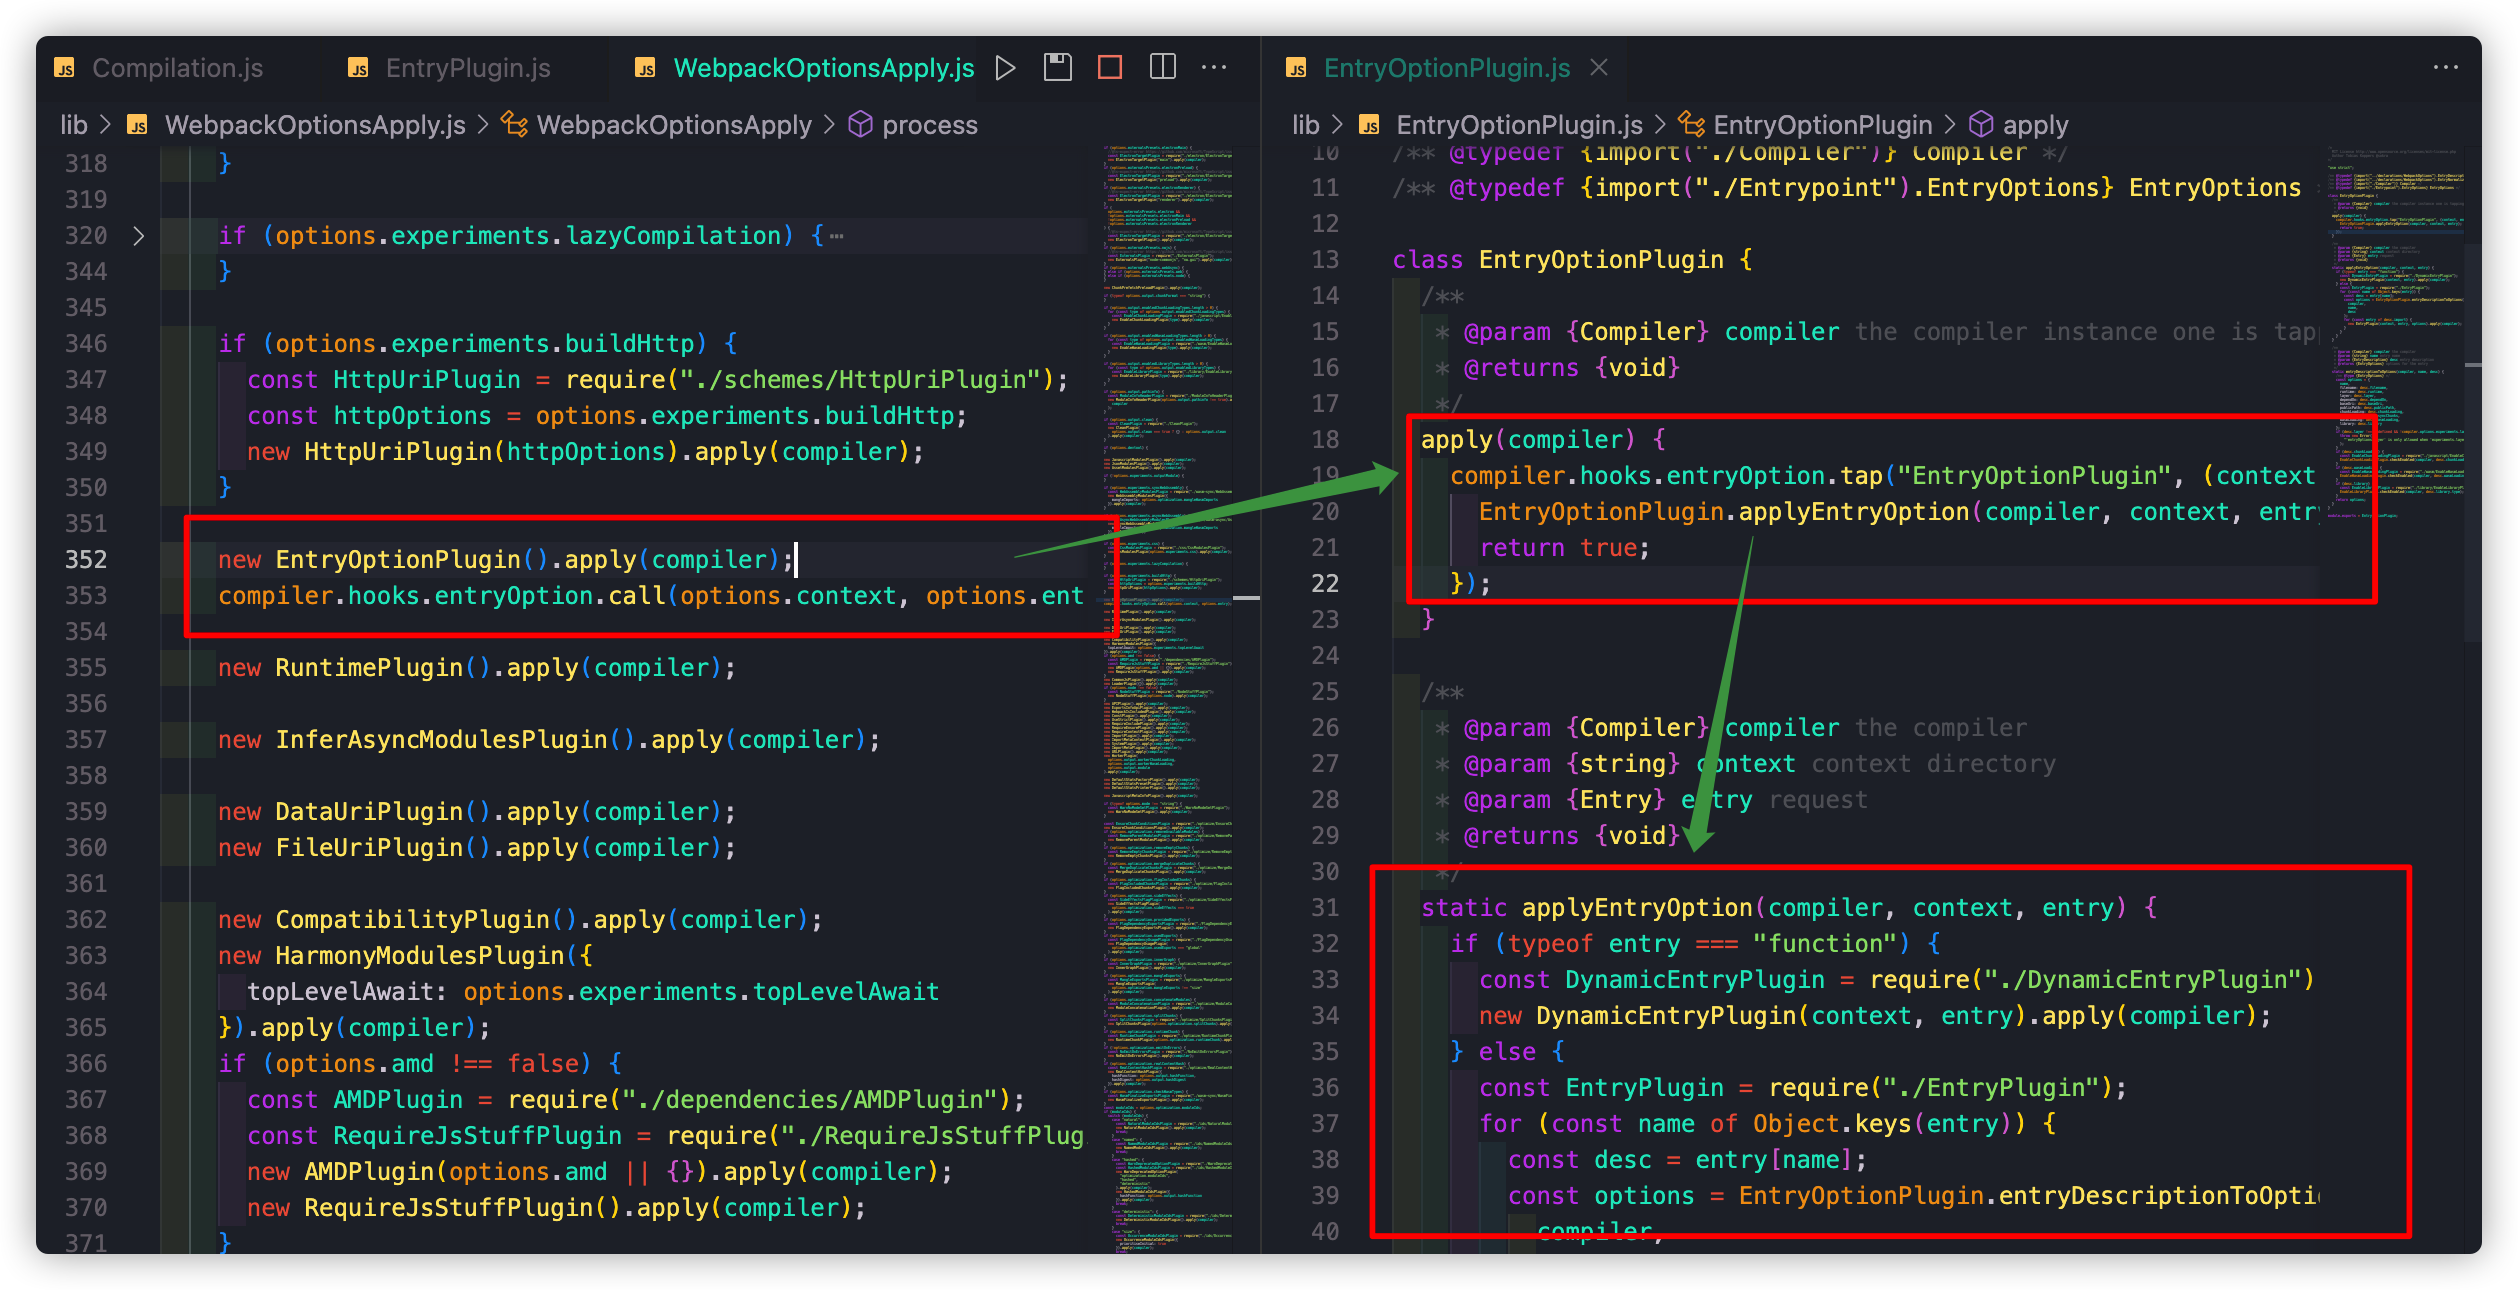 Compilation.js
EntryPlugin.js
WebpackOptionsApply.js
lib > WebpackOptionsApply.js > WebpackOptionsApply > process
318 }
319
320 if (options.experiments.lazyCompilation) {
344 }
345
346 if (options.experiments.buildHttp) {
347 const HttpUriPlugin = require("./schemes/HttpUriPlugin");
348 const httpOptions = options.experiments.buildHttp;
349 new HttpUriPlugin(httpOptions).apply(compiler);
350 }
351
352 new EntryOptionPlugin().apply(compiler);
353 compiler.hooks.entryOption.call(options.context, options.ent
354
355 new RuntimePlugin().apply(compiler);
356
357 new InferAsyncModulesPlugin().apply(compiler);
358
359 new DataUriPlugin().apply(compiler);
360 new FileUriPlugin().apply(compiler);
361
362 new CompatibilityPlugin().apply(compiler);
363 new HarmonyModulesPlugin({
364 topLevelAwait: options.experiments.topLevelAwait
365 }).apply(compiler);
366 if (options.amd !== false) {
367 const AMDPlugin = require("./dependencies/AMDPlugin");
368 const RequireJsStuffPlugin = require("./RequireJsStuffPlug
369 new AMDPlugin(options.amd || {}).apply(compiler);
370 new RequireJsStuffPlugin().apply(compiler);
371 }
EntryOptionPlugin.js
lib > EntryOptionPlugin.js > EntryOptionPlugin > apply
10 /** @typedef {import("./Compiler")} Compiler */
11 /** @typedef {import("./Entrypoint").EntryOptions} EntryOptions
12
13 class EntryOptionPlugin {
14 /**
15 * @param {Compiler} compiler the compiler instance one is tap
16 * @returns {void}
17 */
18 apply(compiler) {
19 compiler.hooks.entryOption.tap("EntryOptionPlugin", (context
20 EntryOptionPlugin.applyEntryOption(compiler, context, entr
21 return true;
22 });
23 }
24
25 /**
26 * @param {Compiler} compiler the compiler
27 * @param {string} context context directory
28 * @param {Entry} entry request
29 * @returns {void}
30 */
31 static applyEntryOption(compiler, context, entry) {
32 if (typeof entry === "function") {
33 const DynamicEntryPlugin = require("./DynamicEntryPlugin")
34 new DynamicEntryPlugin(context, entry).apply(compiler);
35 } else {
36 const EntryPlugin = require("./EntryPlugin");
37 for (const name of Object.keys(entry)) {
38 const desc = entry[name];
39 const options = EntryOptionPlugin.entryDescriptionToOpti
40 compiler,